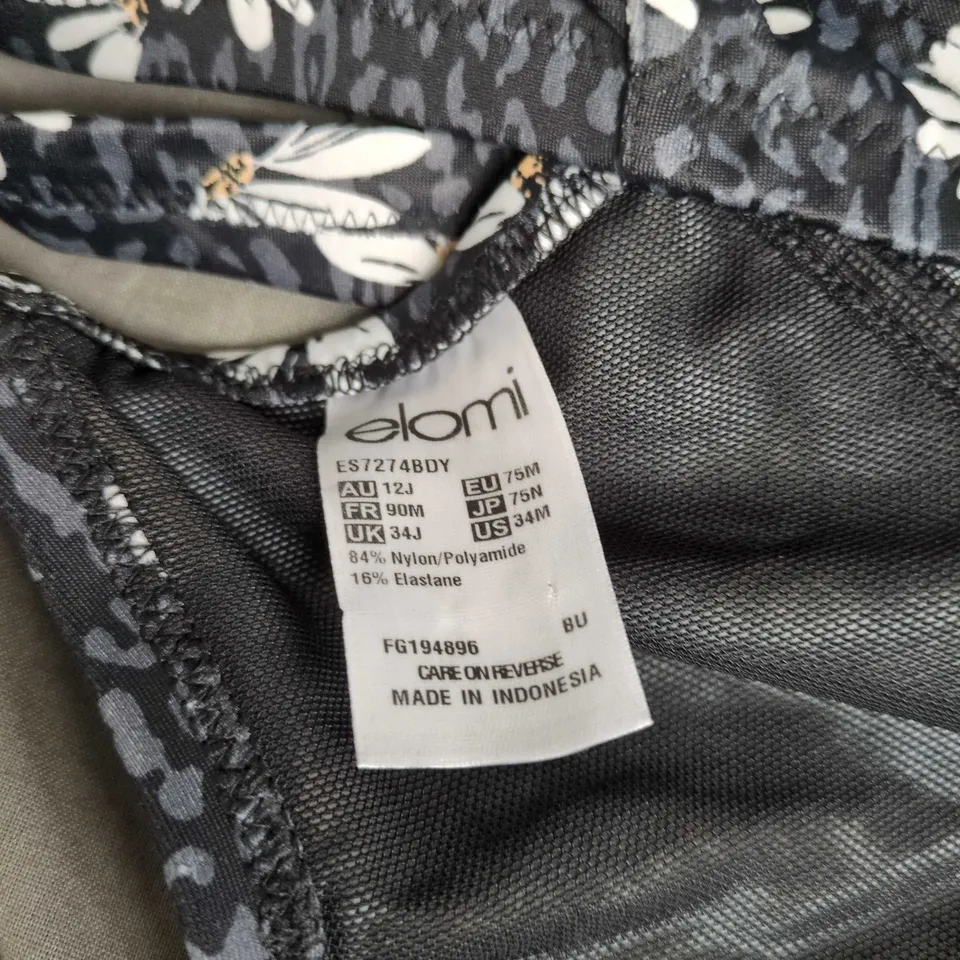 elomi
ES7274BDY
AU 12J EU 75M
FR 90M JP 75N
UK 34J US 34M
84% Nylon/Polyamide
16% Elastane
BU
FG194896
CARE ON REVERSE
MADE IN INDONESIA